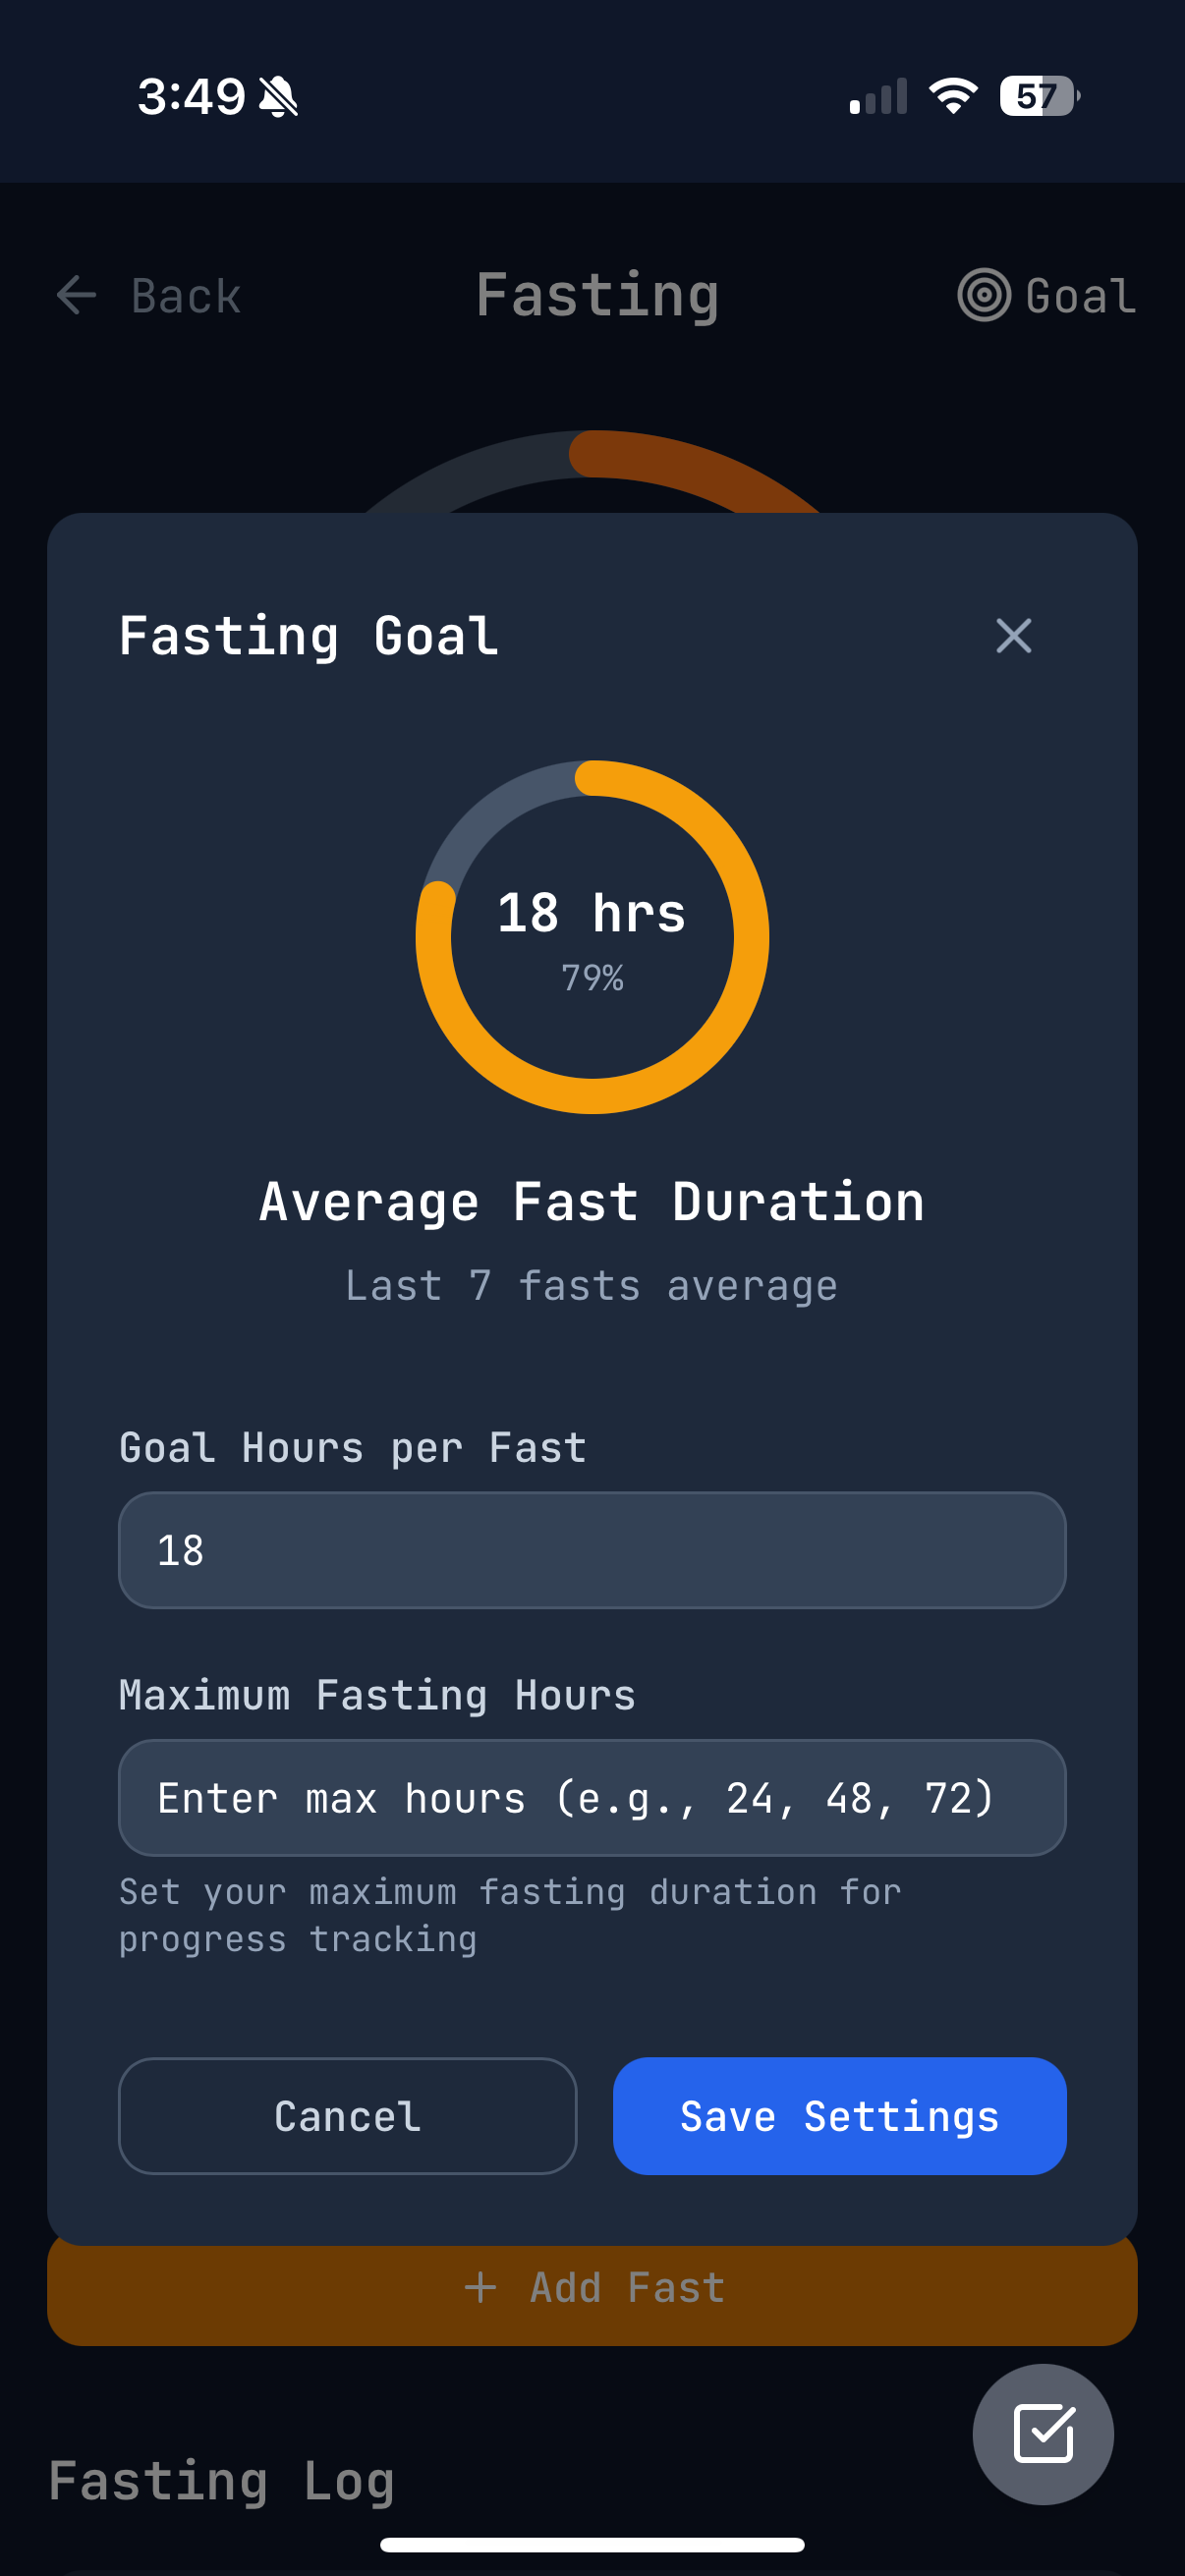 3:49
57
Back
Fasting
Goal
Fasting Goal
18 hrs
79%
Average Fast Duration
Last 7 fasts average
Goal Hours per Fast
18
Maximum Fasting Hours
Enter max hours (e.g., 24, 48, 72)
Set your maximum fasting duration for
progress tracking
Cancel
Save Settings
+ Add Fast
Fasting Log